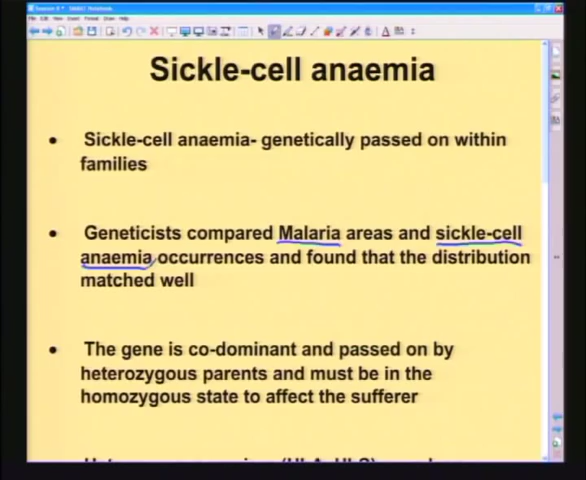 Sickle-cell anaemia
• Sickle-cell anaemia- genetically passed on within
families
• Geneticists compared Malaria areas and sickle-cell
anaemia occurrences and found that the distribution
matched well
• The gene is co-dominant and passed on by
heterozygous parents and must be in the
homozygous state to affect the sufferer